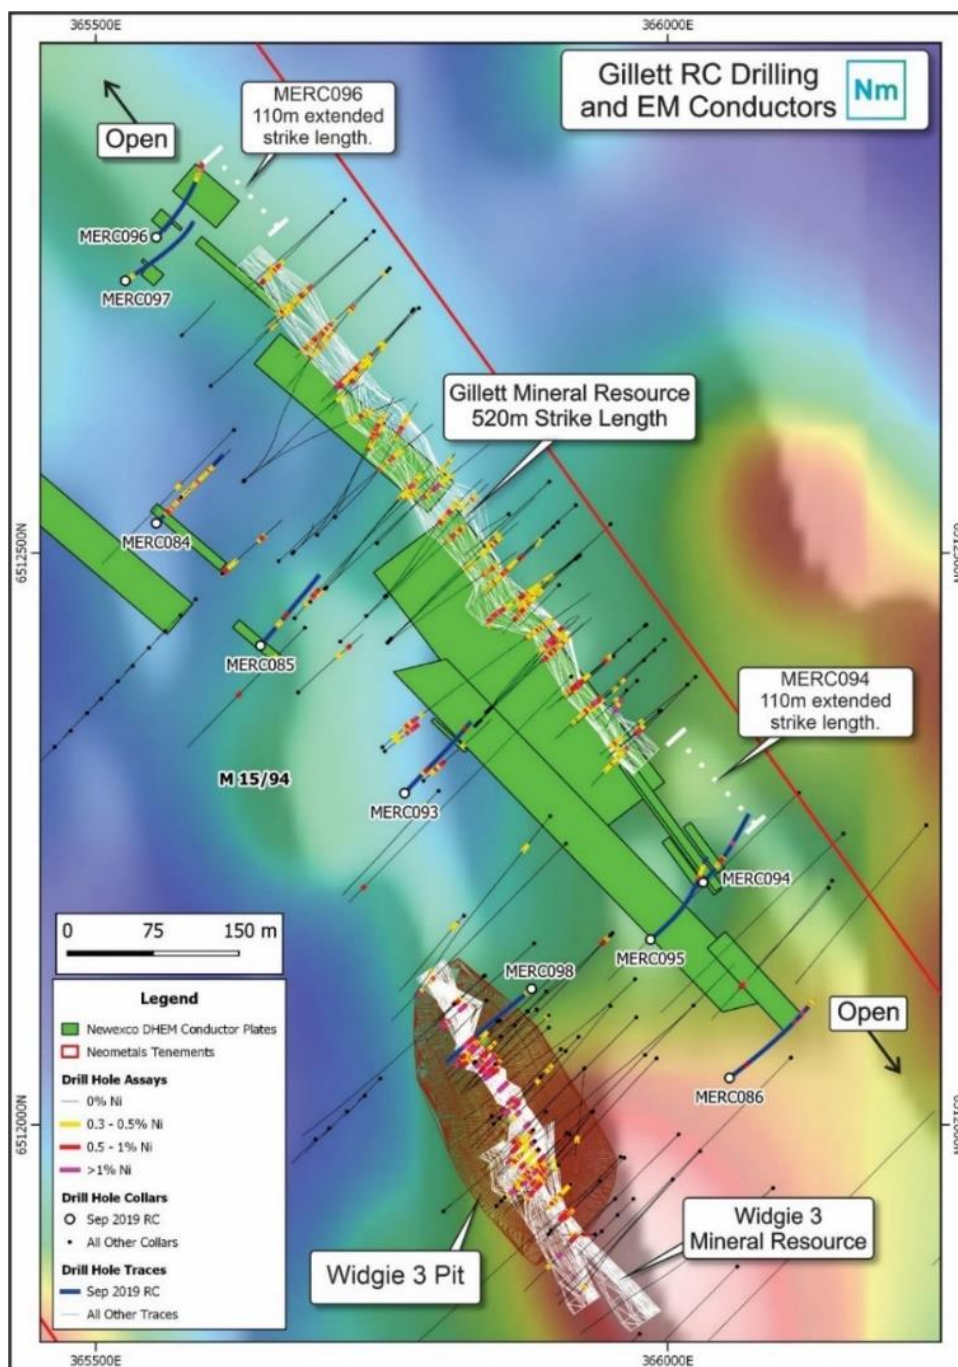 365500E
366000E
Gillett RC Drilling
and EM Conductors
Nm
MERC096
110m extended
strike length.
Open
MERC096
MERC097
Gillett Mineral Resource
520m Strike Length
MERC084
6512500N
6512500N
MERC085
MERC094
110m extended
strike length.
M 15/94
MERC093
MERC094
0 75 150 m
MERC098
MERC095
Open
MERC086
Legend
Newexco DHEM Conductor Plates
Neometals Tenements
Drill Hole Assays
0% Ni
0.3 - 0.5% Ni
0.5 - 1% Ni
>1% Ni
Drill Hole Collars
Sep 2019 RC
All Other Collars
Drill Hole Traces
Sep 2019 RC
All Other Traces
6512000N
6512000N
Widgie 3
Mineral Resource
Widgie 3 Pit
365500E
366000E